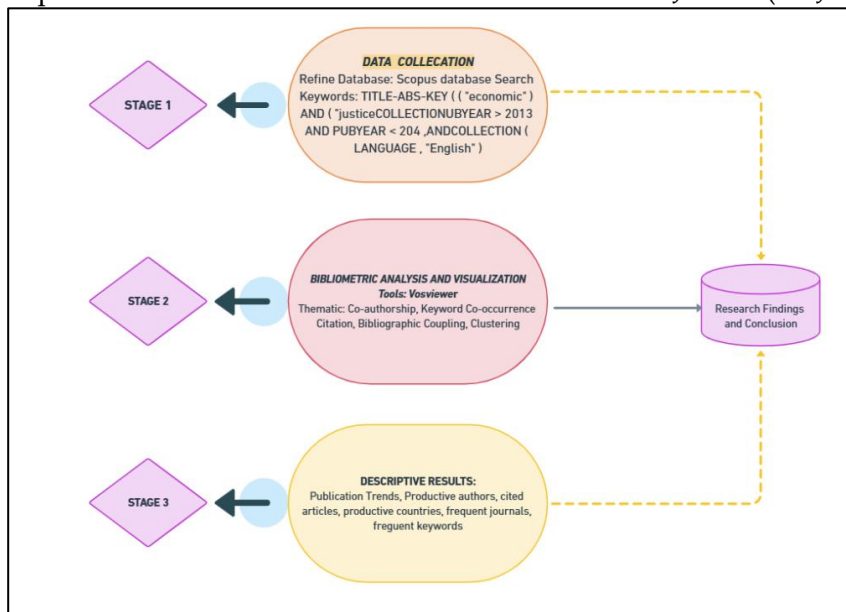 STAGE 1
DATA COLLECATION
Refine Database: Scopus database Search
Keywords: TITLE-ABS-KEY ( ( "economic" )
AND ( "justiceCOLLECTIONUBYEAR > 2013
AND PUBYEAR < 204 ,ANDCOLLECTION (
LANGUAGE , "English" )
STAGE 2
BIBLIOMETRIC ANALYSIS AND VISUALIZATION
Tools: Vosviewer
Thematic: Co-authorship, Keyword Co-occurrence
Citation, Bibliographic Coupling, Clustering
Research Findings
and Conclusion
STAGE 3
DESCRIPTIVE RESULTS:
Publication Trends, Productive authors, cited
articles, productive countries, frequent journals,
freguent keywords